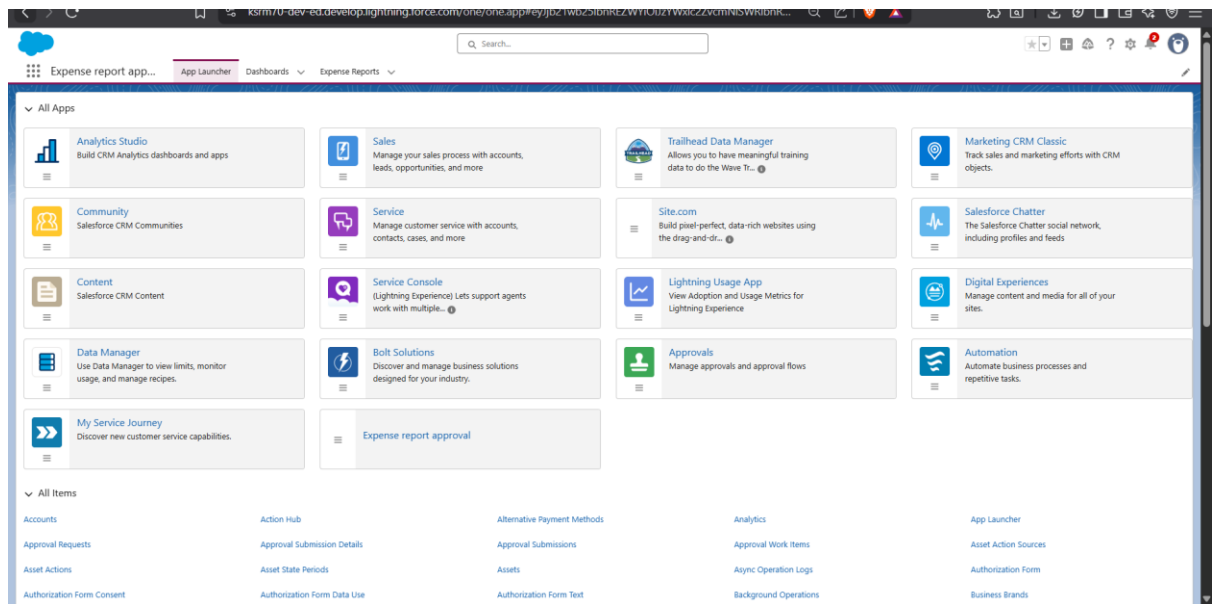 Search...
Expense report app...
App Launcher
Dashboards
Expense Reports
2
All Apps
Analytics Studio
Build CRM Analytics dashboards and apps
Sales
Manage your sales process with accounts,
leads, opportunities, and more
Trailhead Data Manager
Allows you to have meaningful training
data to do the Wave Tr...
Marketing CRM Classic
Track sales and marketing efforts with CRM
objects.
Community
Salesforce CRM Communities
Service
Manage customer service with accounts,
contacts, cases, and more
Site.com
Build pixel-perfect, data-rich websites using
the drag-and-dr...
Salesforce Chatter
The Salesforce Chatter social network,
including profiles and feeds
Content
Salesforce CRM Content
Service Console
(Lightning Experience) Lets support agents
work with multiple...
Lightning Usage App
View Adoption and Usage Metrics for
Lightning Experience
Digital Experiences
Manage content and media for all of your
sites.
Data Manager
Use Data Manager to view limits, monitor
usage, and manage recipes.
Bolt Solutions
Discover and manage business solutions
designed for your industry.
Approvals
Manage approvals and approval flows
Automation
Automate business processes and
repetitive tasks.
My Service Journey
Discover new customer service capabilities.
Expense report approval
All Items
Accounts
Action Hub
Alternative Payment Methods
Analytics
App Launcher
Approval Requests
Approval Submission Details
Approval Submissions
Approval Work Items
Asset Action Sources
Asset Actions
Asset State Periods
Assets
Async Operation Logs
Authorization Form
Authorization Form Consent
Authorization Form Data Use
Authorization Form Text
Background Operations
Business Brands